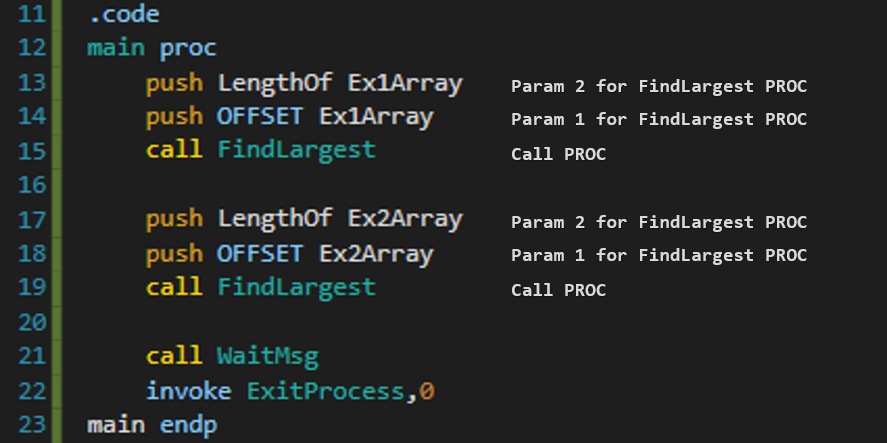 11 .code
12 main proc
13 push LengthOf Ex1Array Param 2 for FindLargest PROC
14 push OFFSET Ex1Array Param 1 for FindLargest PROC
15 call FindLargest Call PROC
16
17 push LengthOf Ex2Array Param 2 for FindLargest PROC
18 push OFFSET Ex2Array Param 1 for FindLargest PROC
19 call FindLargest Call PROC
20
21 call WaitMsg
22 invoke ExitProcess,0
23 main endp